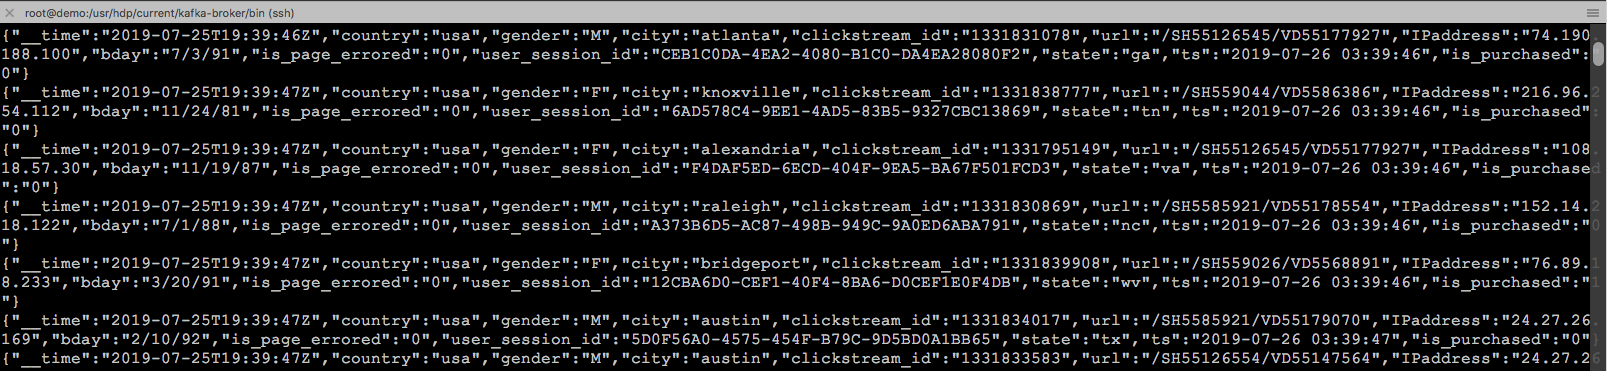 root@demo:/usr/hdp/current/kafka-broker/bin (ssh)
{"__time":"2019-07-25T19:39:46Z","country":"usa","gender":"M","city":"atlanta","clickstream_id":"1331831078","url":"/SH55126545/VD55177927","IPaddress":"74.190.
188.100","bday":"7/3/91","is_page_errored":"0","user_session_id":"CEB1C0DA-4EA2-4080-B1C0-DA4EA28080F2","state":"ga","ts":"2019-07-26 03:39:46","is_purchased":"
0"}
{"__time":"2019-07-25T19:39:47Z","country":"usa","gender":"F","city":"knoxville","clickstream_id":"1331838777","url":"/SH559044/VD5586386","IPaddress":"216.96.2
54.112","bday":"11/24/81","is_page_errored":"0","user_session_id":"6AD578C4-9EE1-4AD5-83B5-9327CBC13869","state":"tn","ts":"2019-07-26 03:39:46","is_purchased":
"0"}
{"__time":"2019-07-25T19:39:47Z","country":"usa","gender":"F","city":"alexandria","clickstream_id":"1331795149","url":"/SH55126545/VD55177927","IPaddress":"108.
18.57.30","bday":"11/19/87","is_page_errored":"0","user_session_id":"F4DAF5ED-6ECD-404F-9EA5-BA67F501FCD3","state":"va","ts":"2019-07-26 03:39:46","is_purchased
":"0"}
{"__time":"2019-07-25T19:39:47Z","country":"usa","gender":"M","city":"raleigh","clickstream_id":"1331830869","url":"/SH5585921/VD55178554","IPaddress":"152.14.2
18.122","bday":"7/1/88","is_page_errored":"0","user_session_id":"A373B6D5-AC87-498B-949C-9A0ED6ABA791","state":"nc","ts":"2019-07-26 03:39:46","is_purchased":"0
"}
{"__time":"2019-07-25T19:39:47Z","country":"usa","gender":"F","city":"bridgeport","clickstream_id":"1331839908","url":"/SH559026/VD5568891","IPaddress":"76.89.1
8.233","bday":"3/20/91","is_page_errored":"0","user_session_id":"12CBA6D0-CEF1-40F4-8BA6-D0CEF1E0F4DB","state":"wv","ts":"2019-07-26 03:39:46","is_purchased":"1
"}
{"__time":"2019-07-25T19:39:47Z","country":"usa","gender":"M","city":"austin","clickstream_id":"1331834017","url":"/SH5585921/VD55179070","IPaddress":"24.27.26.
169","bday":"2/10/92","is_page_errored":"0","user_session_id":"5D0F56A0-4575-454F-B79C-9D5BD0A1BB65","state":"tx","ts":"2019-07-26 03:39:47","is_purchased":"0"}
{"__time":"2019-07-25T19:39:47Z","country":"usa","gender":"M","city":"austin","clickstream_id":"1331833583","url":"/SH55126554/VD55147564","IPaddress":"24.27.26